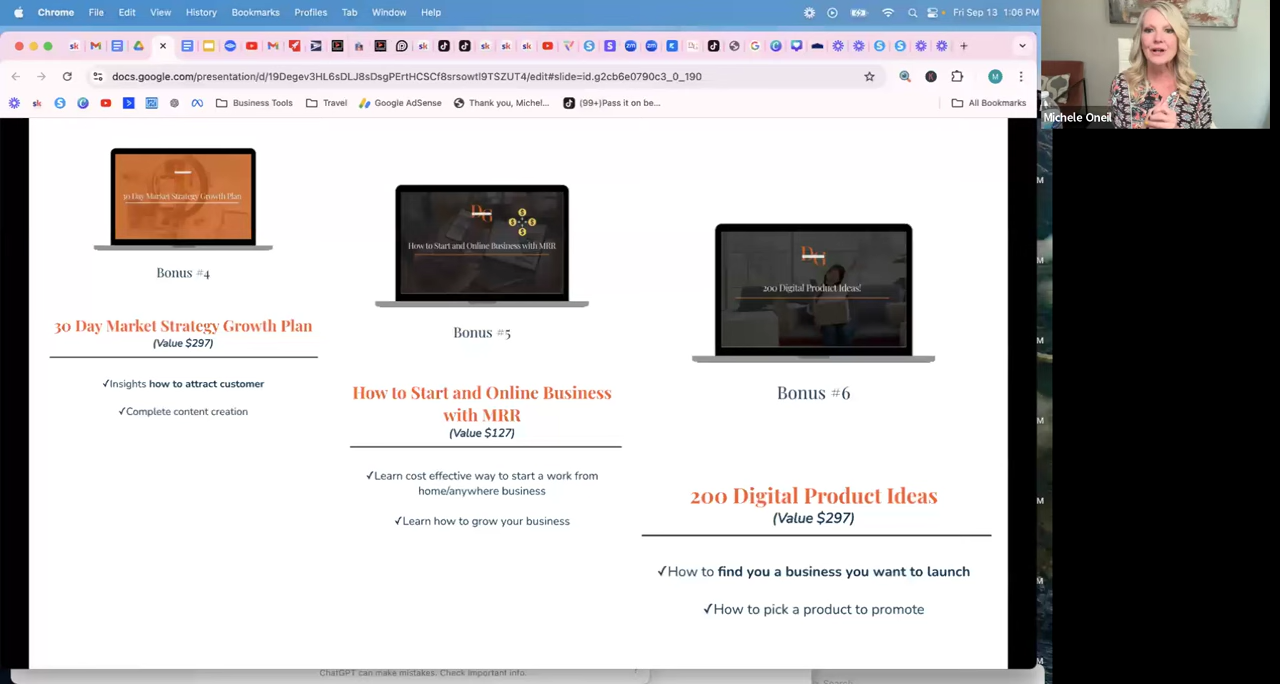 Chrome File Edit View History Bookmarks Profiles Tab Window Help
Fri Sep 13 1:06 PM
docs.google.com/presentation/d/19Degev3HL6sDLJ8sDsgPErtHCSCf8srsowtI9TSZUT4/edit#slide=id.g2cb6e0790c3_0_190
Business Tools
Travel
Google AdSense
Thank you, Michel...
(99+)Pass it on be...
All Bookmarks
Michele Oneil
30 Day Market Strategy Growth Plan
Bonus #4
30 Day Market Strategy Growth Plan
(Value $297)
✓Insights how to attract customer
✓Complete content creation
DG
How to Start and Online Business with MRR
Bonus #5
How to Start and Online Business
with MRR
(Value $127)
✓Learn cost effective way to start a work from
home/anywhere business
✓Learn how to grow your business
DG
200 Digital Product Ideas!
Bonus #6
200 Digital Product Ideas
(Value $297)
✓How to find you a business you want to launch
✓How to pick a product to promote
ChatGPT can make mistakes. Check important info.
Search
M
M
M
M
M
M
M